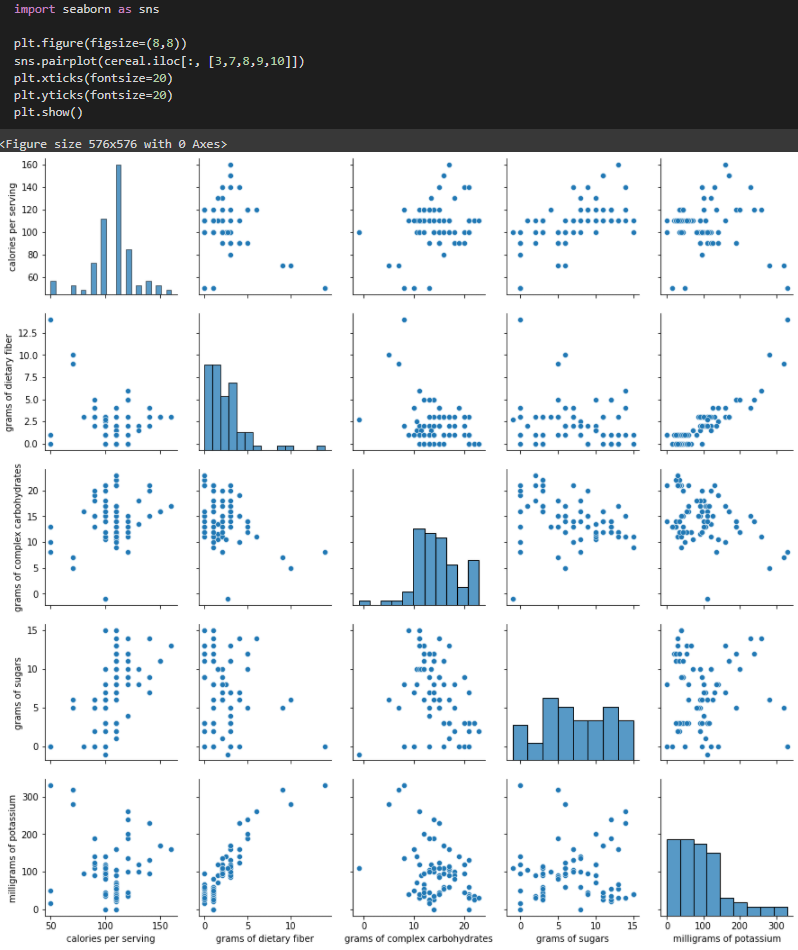 import seaborn as sns
plt.figure(figsize=(8,8))
sns.pairplot(cereal.iloc[:, [3,7,8,9,10]])
plt.xticks(fontsize=20)
plt.yticks(fontsize=20)
plt.show()
<Figure size 576x576 with 0 Axes>
160
140
120
100
80
60
calories per serving
12.5
10.0
7.5
5.0
2.5
0.0
grams of dietary fiber
20
15
10
5
0
grams of complex carbohydrates
15
10
5
0
grams of sugars
300
200
100
0
milligrams of potassium
50 100 150
0 5 10
0 10 20
0 5 10 15
0 100 200 300
calories per serving
grams of dietary fiber
grams of complex carbohydrates
grams of sugars
milligrams of potassium